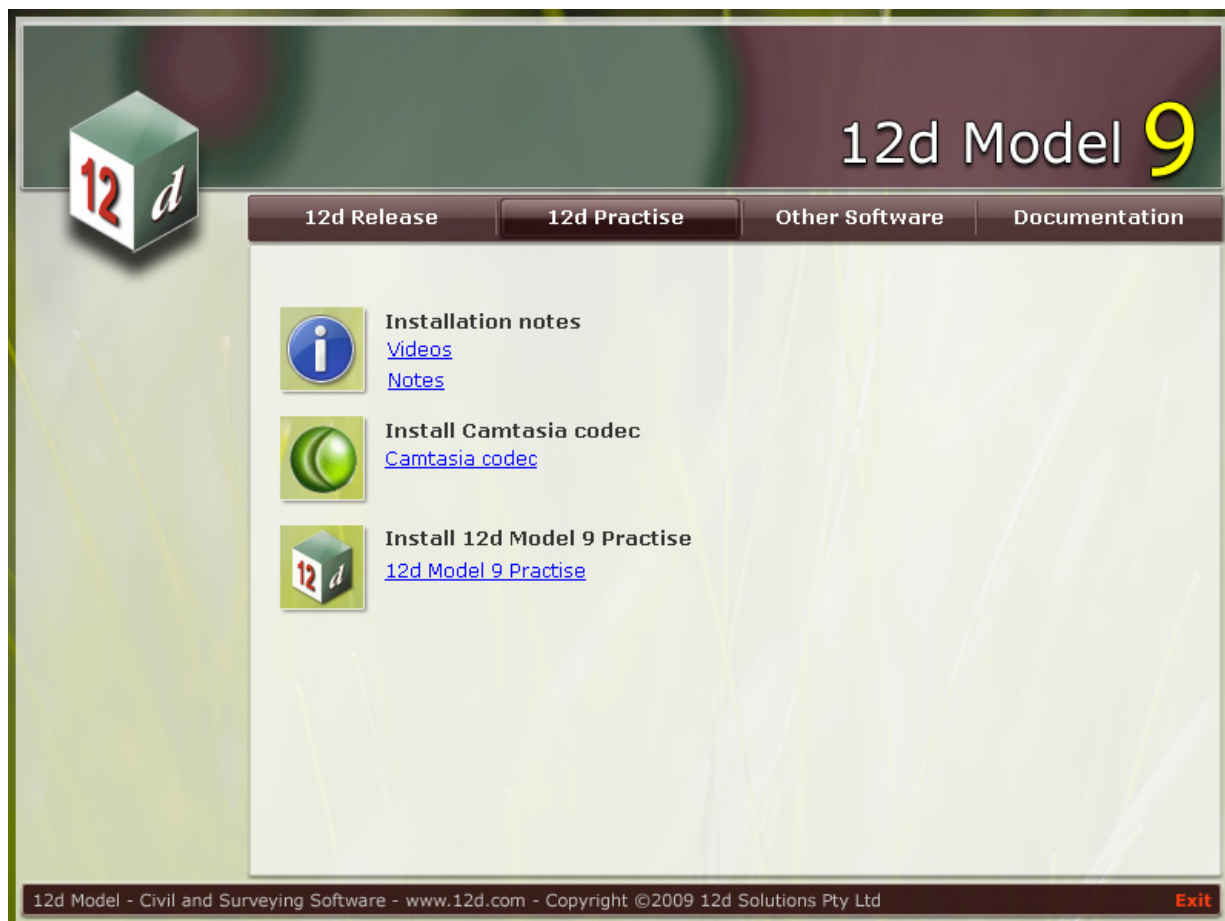 12d Model 9
12 d
12d Release 12d Practise Other Software Documentation
Installation notes
Videos
Notes
Install Camtasia codec
Camtasia codec
Install 12d Model 9 Practise
12 d
12d Model 9 Practise
12d Model - Civil and Surveying Software - www.12d.com - Copyright ©2009 12d Solutions Pty Ltd Exit